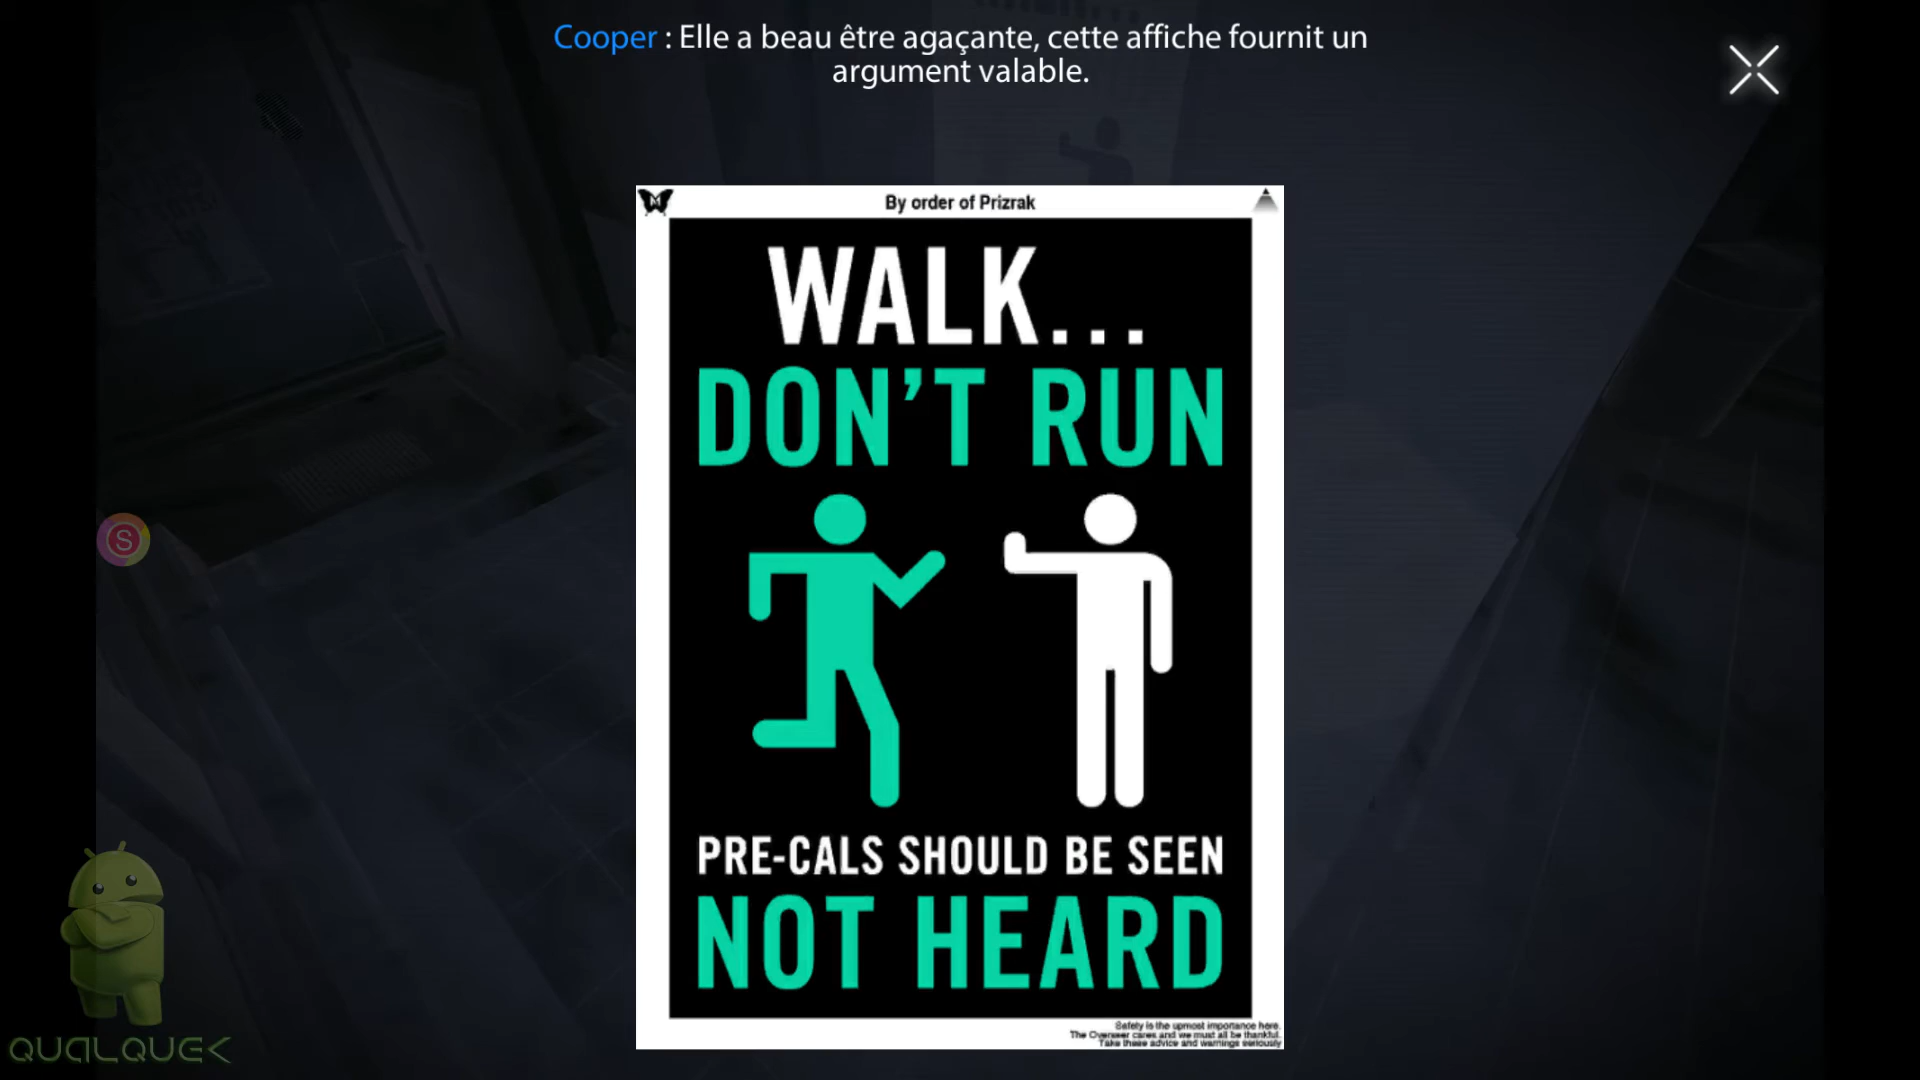 Cooper : Elle a beau être agaçante, cette affiche fournit un
argument valable.
By order of Prizrak
WALK...
DON'T RUN
PRE-CALS SHOULD BE SEEN
NOT HEARD
Safety is the upmost importance here.
The Overseer cares and we must all be thankful.
Take these advice and warnings seriously
S
QUALQUEK